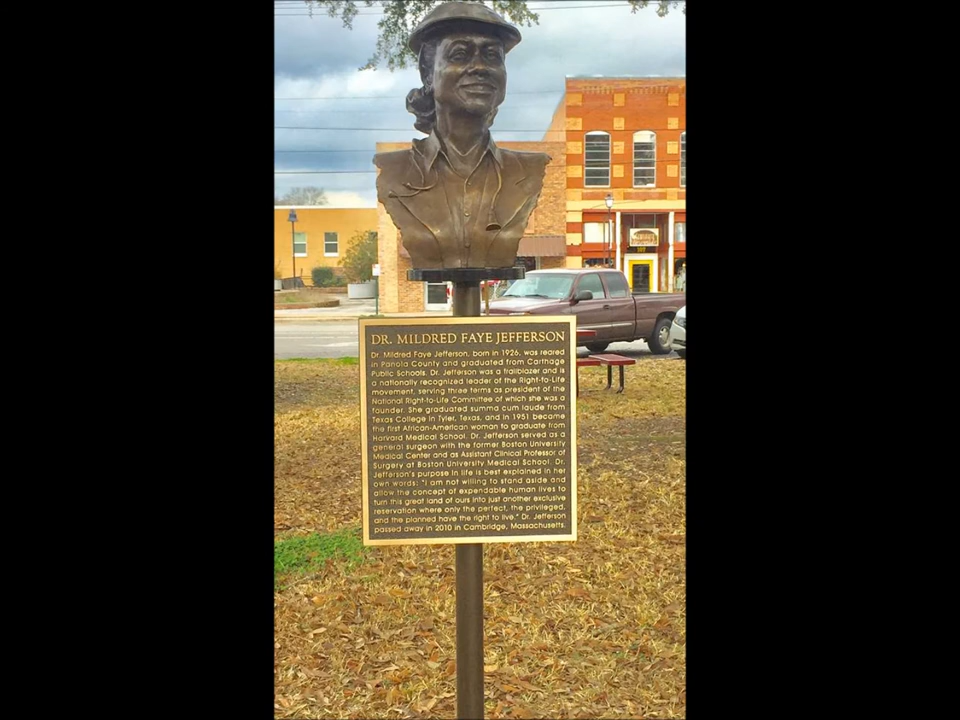 DR. MILDRED FAYE JEFFERSON
Dr. Mildred Faye Jefferson, born in 1926, was reared
in Panola County and graduated from Carthage
Public Schools. Dr. Jefferson was a trailblazer and is
a nationally recognized leader of the Right-to-Life
movement, serving three terms as president of the
National Right-to-Life Committee of which she was a
founder. She graduated summa cum laude from
Texas College in Tyler, Texas, and in 1951 became
the first African-American woman to graduate from
Harvard Medical School. Dr. Jefferson served as a
general surgeon with the former Boston University
Medical Center and as Assistant Clinical Professor of
Surgery at Boston University Medical School. Dr.
Jefferson's purpose in life is best explained in her
own words: "I am not willing to stand aside and
allow the concept of expendable human lives to
turn this great land of ours into just another exclusive
reservation where only the perfect, the privileged,
and the planned have the right to live." Dr. Jefferson
passed away in 2010 in Cambridge, Massachusetts.